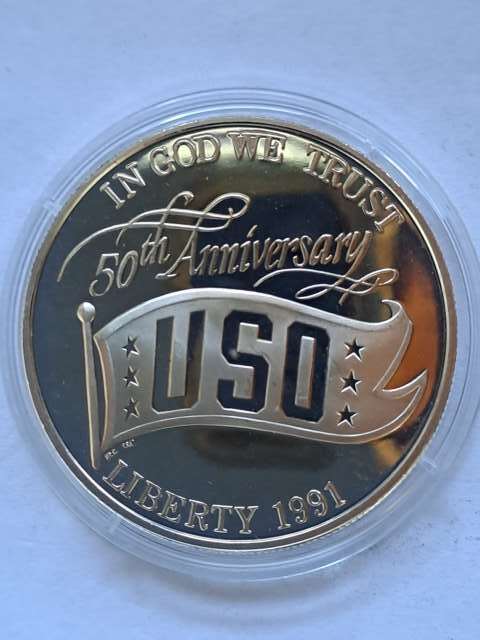 IN GOD WE TRUST
50th Anniversary
USO
LIBERTY 1991